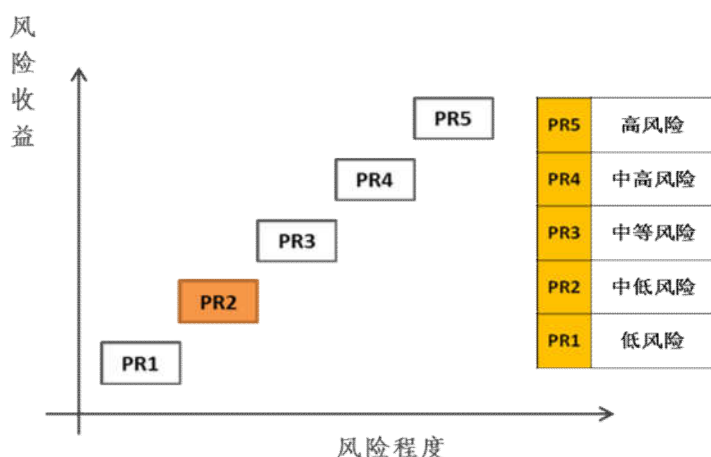 风
险
收
益
PR5
PR4
PR3
PR2
PR1
风险程度
PR5 高风险
PR4 中高风险
PR3 中等风险
PR2 中低风险
PR1 低风险